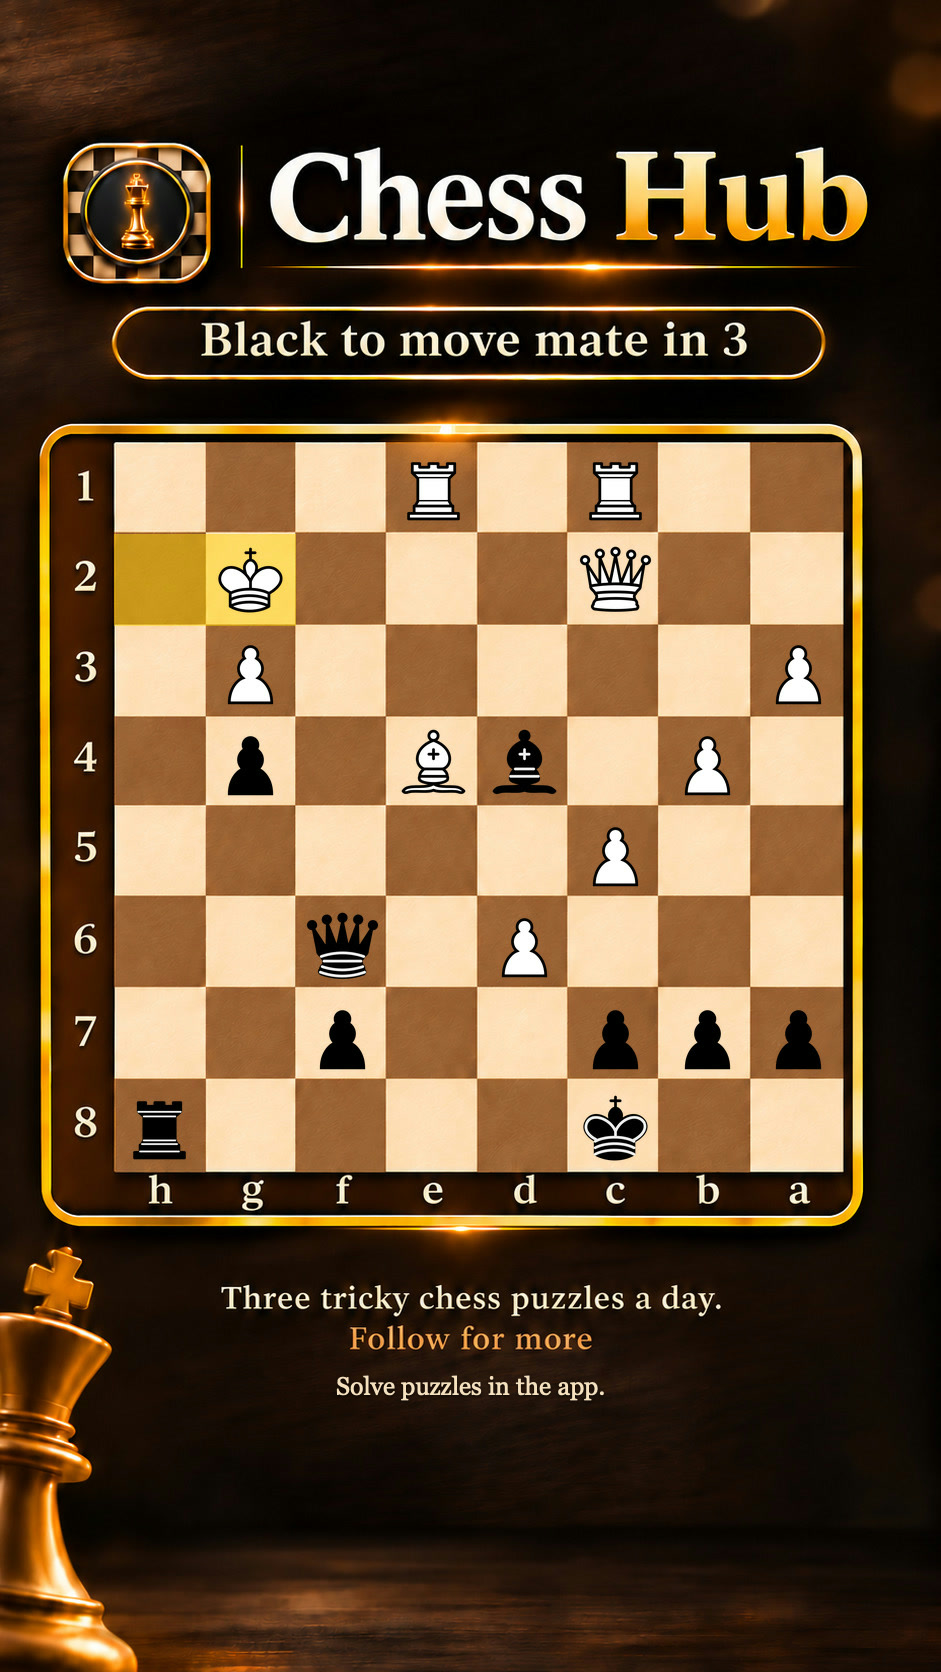 Chess Hub
Black to move mate in 3
1
2
3
4
5
6
7
8
h g f e d c b a
Three tricky chess puzzles a day.
Follow for more
Solve puzzles in the app.